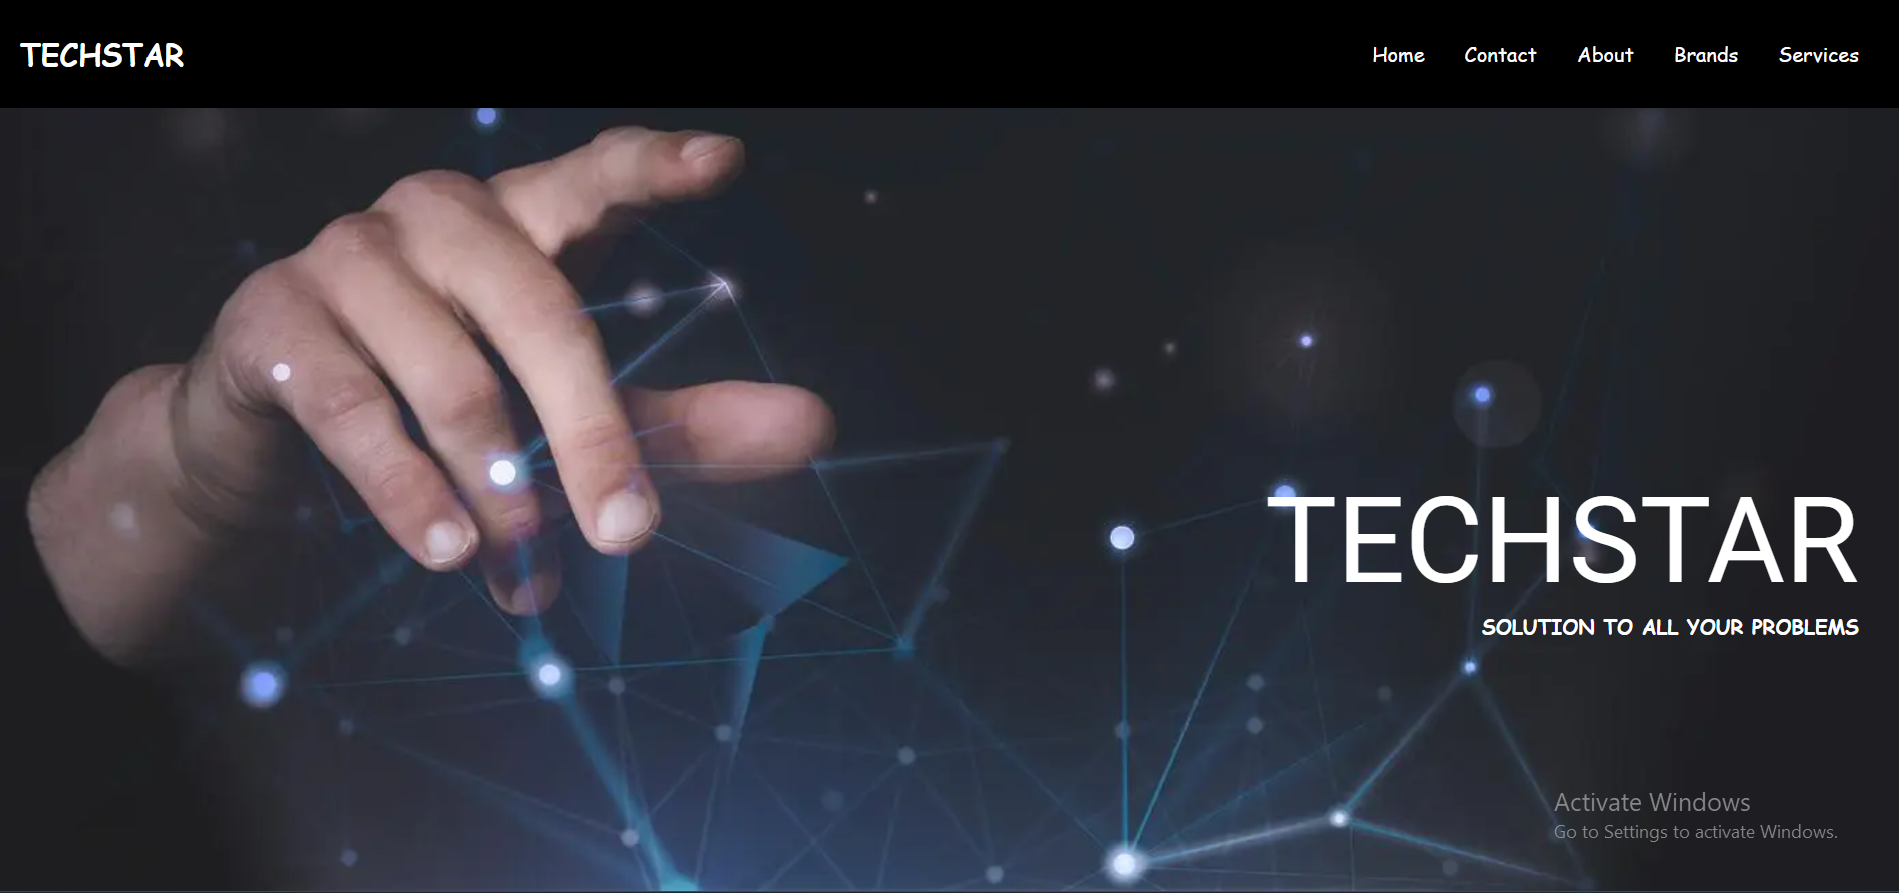 TECHSTAR
Home Contact About Brands Services
TECHSTAR
SOLUTION TO ALL YOUR PROBLEMS
Activate Windows
Go to Settings to activate Windows.